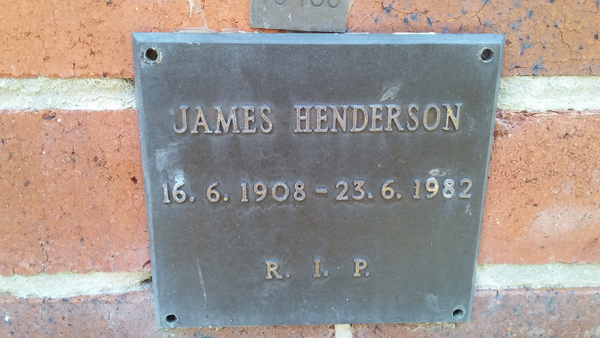 JAMES HENDERSON
16. 6. 1908 - 23. 6. 1982
R. I. P.